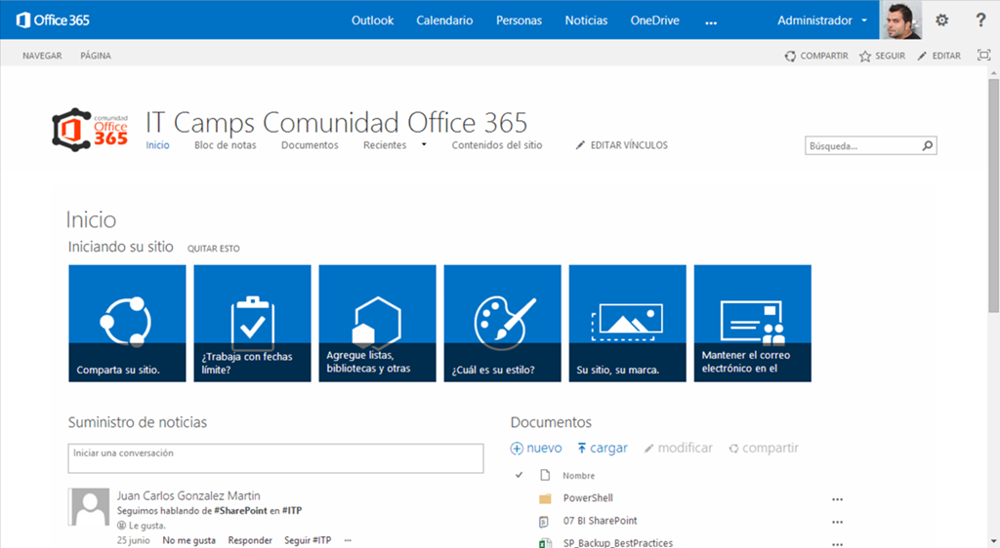 Office 365 Outlook Calendario Personas Noticias OneDrive ... Administrador ?
NAVEGAR PÁGINA COMPARTIR SEGUIR EDITAR
comunidad
Office
365
IT Camps Comunidad Office 365
Inicio Bloc de notas Documentos Recientes Contenidos del sitio EDITAR VÍNCULOS
Búsqueda...
Inicio
Iniciando su sitio QUITAR ESTO
Comparta su sitio.
¿Trabaja con fechas
límite?
Agregue listas,
bibliotecas y otras
¿Cuál es su estilo?
Su sitio, su marca.
Mantener el correo
electrónico en el
Suministro de noticias
Iniciar una conversación
Juan Carlos Gonzalez Martin
Seguimos hablando de #SharePoint en #ITP
Le gusta.
25 junio No me gusta Responder Seguir #ITP ...
Documentos
nuevo cargar modificar compartir
Nombre
PowerShell ...
07 BI SharePoint ...
SP_Backup_BestPractices ...